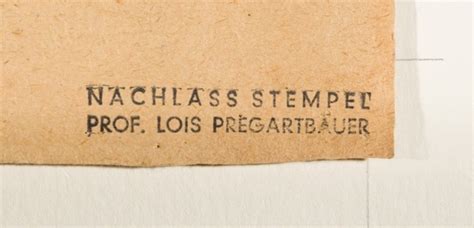 NACHLASS STEMPEL
PROF. LOIS PREGARTBAUER